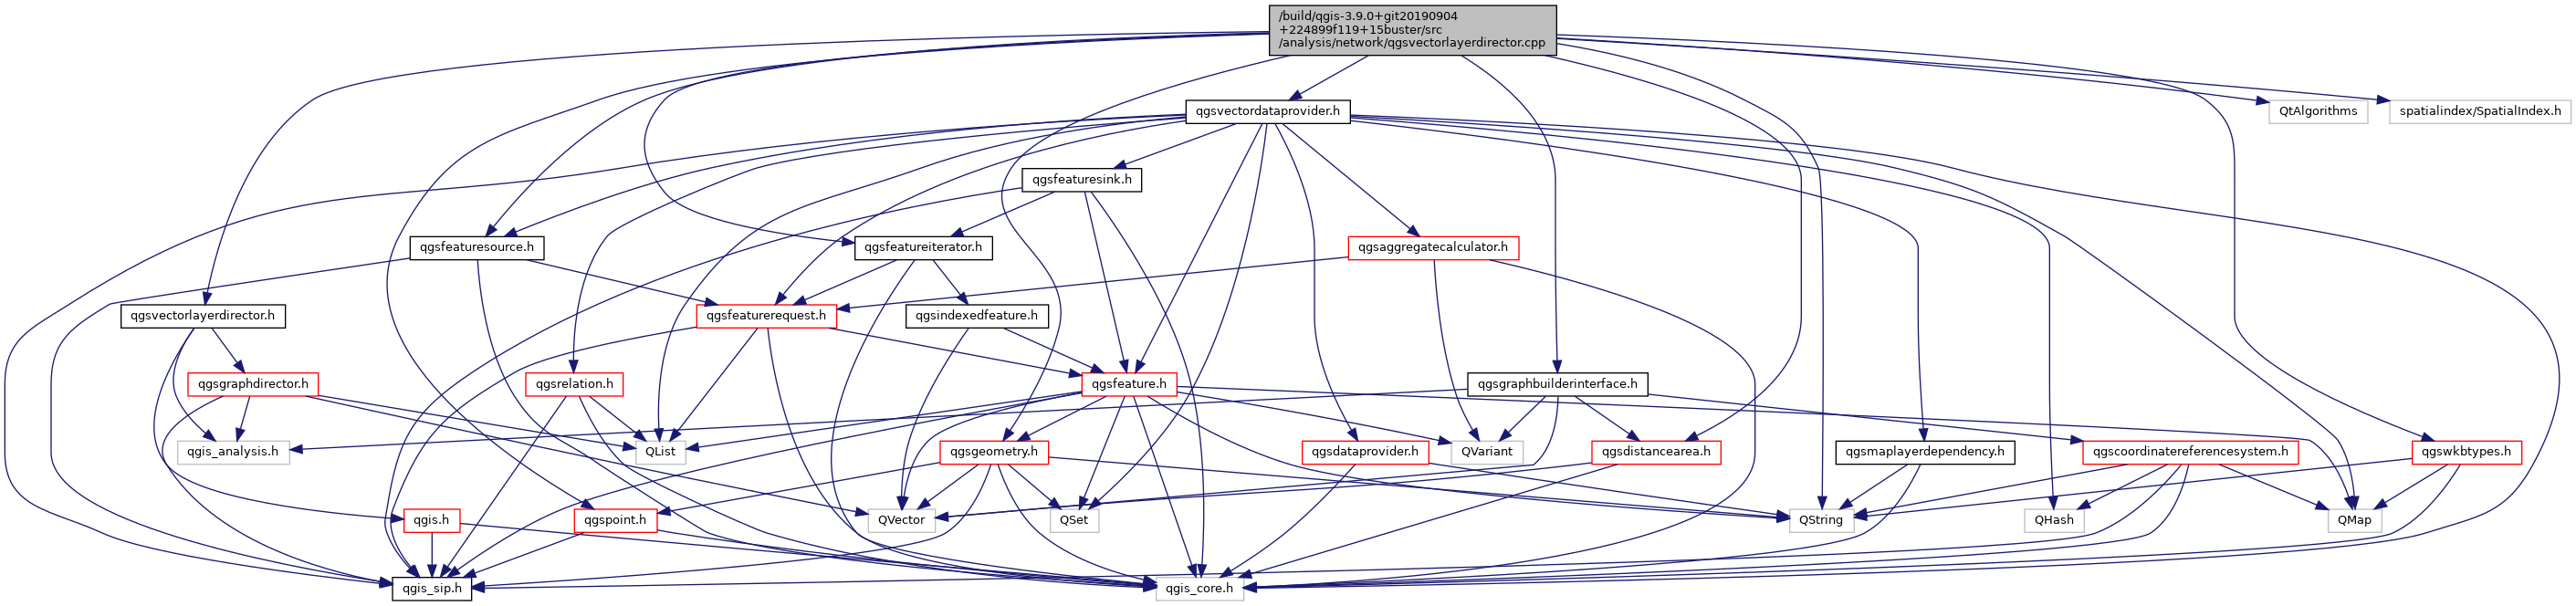 /build/qgis-3.9.0+git20190904
+224899f119+15buster/src
/analysis/network/qgsvectorlayerdirector.cpp
qgsvectordataprovider.h
QtAlgorithms
spatialindex/SpatialIndex.h
qgsfeaturesink.h
qgsfeaturesource.h
qgsfeatureiterator.h
qgsaggregatecalculator.h
qgsvectorlayerdirector.h
qgsfeaturerequest.h
qgsindexedfeature.h
qgsgraphdirector.h
qgsrelation.h
qgsfeature.h
qgsgraphbuilderinterface.h
qgis_analysis.h
QList
qgsgeometry.h
qgsdataprovider.h
QVariant
qgsdistancearea.h
qgsmaplayerdependency.h
qgscoordinatereferencesystem.h
qgswkbtypes.h
qgis.h
qgspoint.h
QVector
QSet
QString
QHash
QMap
qgis_sip.h
qgis_core.h